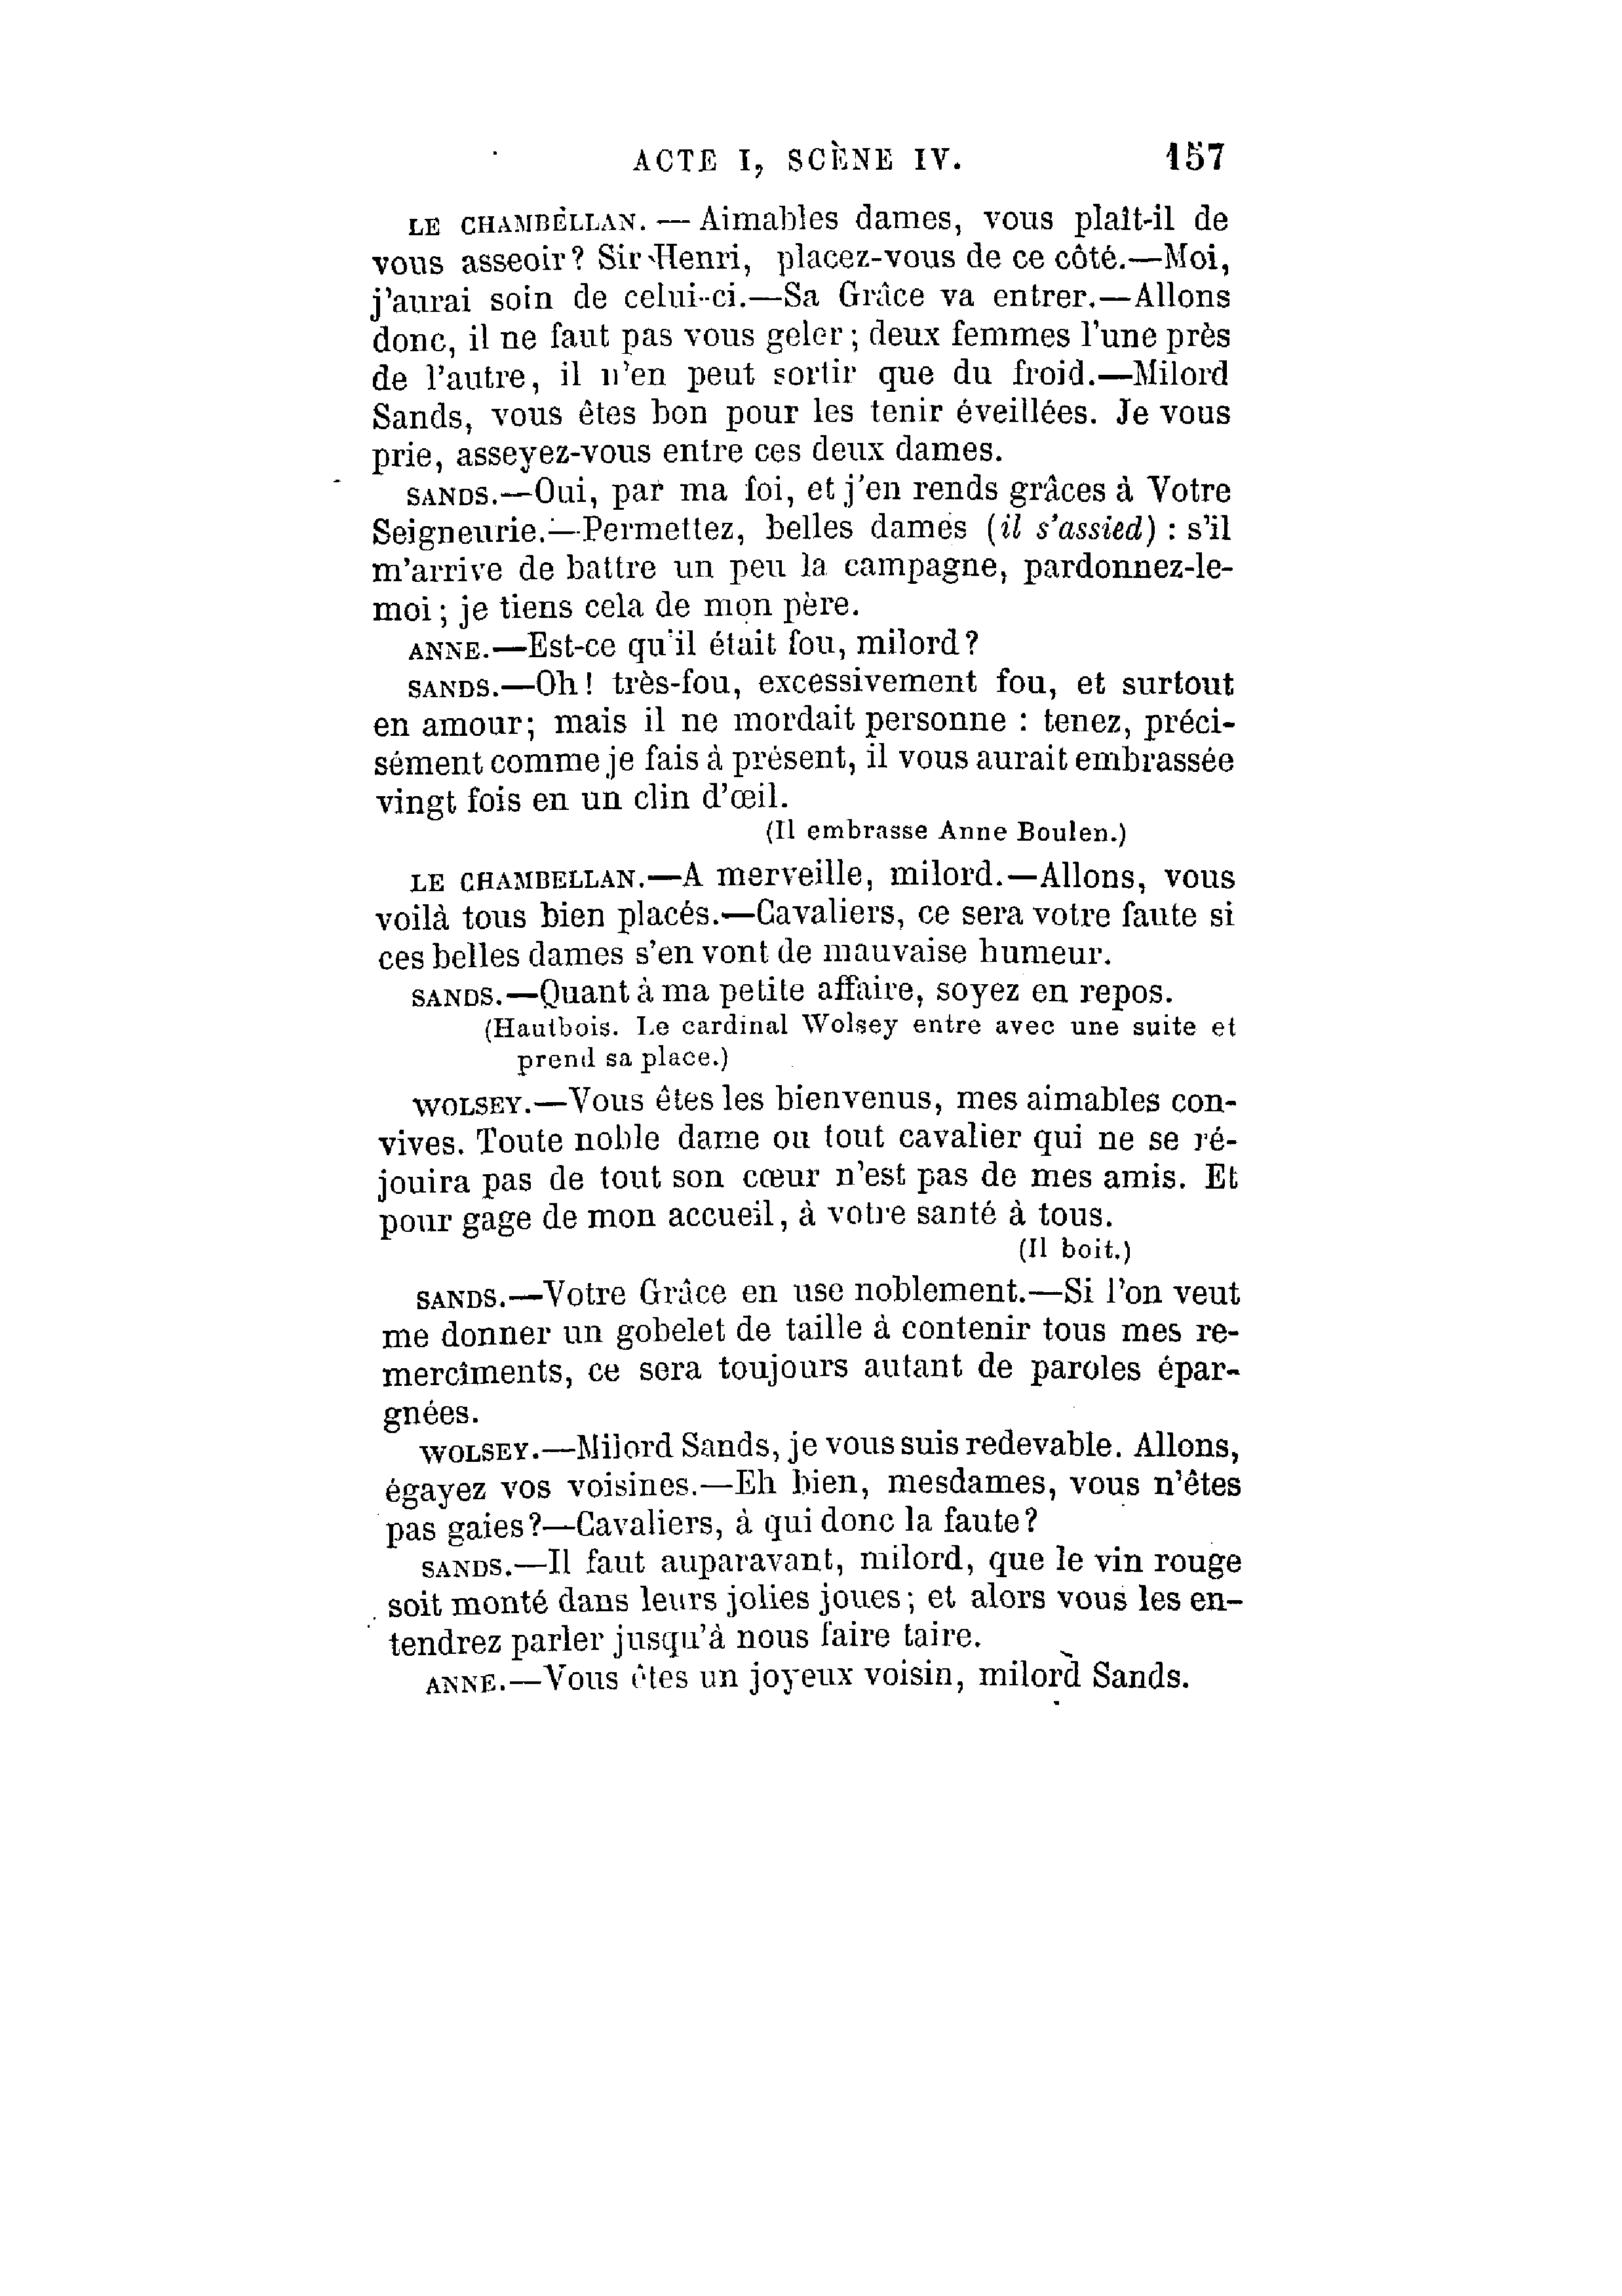 ACTE I, SCÈNE IV. 157
LE CHAMBELLAN. — Aimables dames, vous plaît-il de
vous asseoir? Sir Henri, placez-vous de ce côté.—Moi,
j'aurai soin de celui-ci.—Sa Grâce va entrer.—Allons
donc, il ne faut pas vous geler; deux femmes l'une près
de l'autre, il n'en peut sortir que du froid.—Milord
Sands, vous êtes bon pour les tenir éveillées. Je vous
prie, asseyez-vous entre ces deux dames.
SANDS.—Oui, par ma foi, et j'en rends grâces à Votre
Seigneurie.—Permettez, belles dames (il s'assied) : s'il
m'arrive de battre un peu la campagne, pardonnez-le-
moi; je tiens cela de mon père.
ANNE.—Est-ce qu'il était fou, milord?
SANDS.—Oh! très-fou, excessivement fou, et surtout
en amour; mais il ne mordait personne : tenez, préci-
sément comme je fais à présent, il vous aurait embrassée
vingt fois en un clin d'œil.
(Il embrasse Anne Boulen.)
LE CHAMBELLAN.—A merveille, milord.—Allons, vous
voilà tous bien placés.—Cavaliers, ce sera votre faute si
ces belles dames s'en vont de mauvaise humeur.
SANDS.—Quant à ma petite affaire, soyez en repos.
(Hautbois. Le cardinal Wolsey entre avec une suite et
prend sa place.)
WOLSEY.—Vous êtes les bienvenus, mes aimables con-
vives. Toute noble dame ou tout cavalier qui ne se ré-
jouira pas de tout son cœur n'est pas de mes amis. Et
pour gage de mon accueil, à votre santé à tous.
(Il boit.)
SANDS.—Votre Grâce en use noblement.—Si l'on veut
me donner un gobelet de taille à contenir tous mes re-
mercîments, ce sera toujours autant de paroles épar-
gnées.
WOLSEY.—Milord Sands, je vous suis redevable. Allons,
égayez vos voisines.—Eh bien, mesdames, vous n'êtes
pas gaies?—Cavaliers, à qui donc la faute?
SANDS.—Il faut auparavant, milord, que le vin rouge
soit monté dans leurs jolies joues; et alors vous les en-
tendrez parler jusqu'à nous faire taire.
ANNE.—Vous êtes un joyeux voisin, milord Sands.